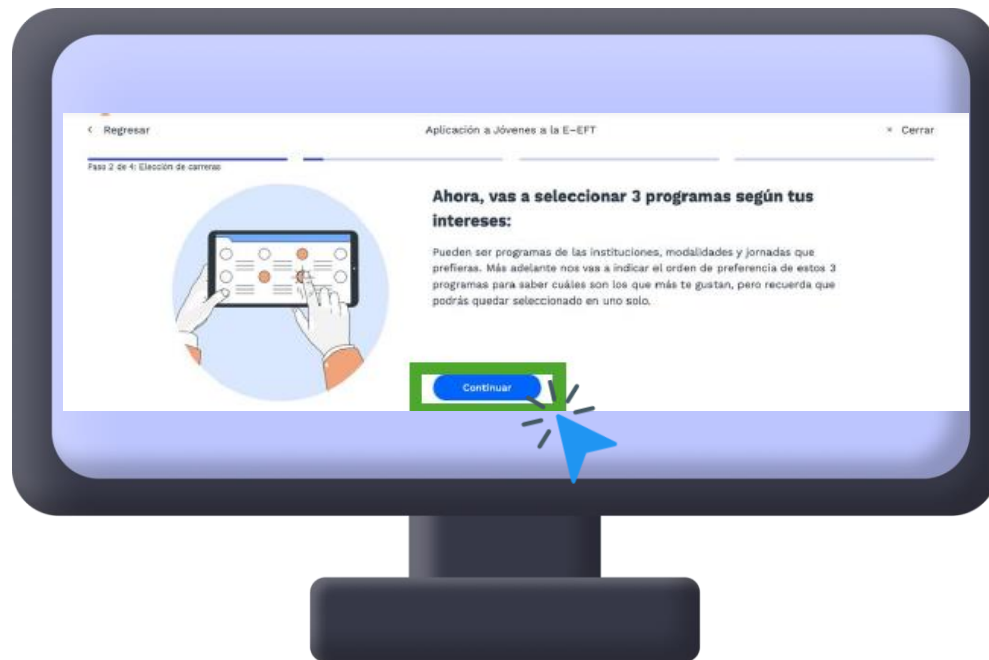 < Regresar
Aplicación a Jóvenes a la E-EFT
× Cerrar
Paso 2 de 4: Elección de carreras
Ahora, vas a seleccionar 3 programas según tus
intereses:
Pueden ser programas de las instituciones, modalidades y jornadas que
prefieras. Más adelante nos vas a indicar el orden de preferencia de estos 3
programas para saber cuáles son los que más te gustan, pero recuerda que
podrás quedar seleccionado en uno solo.
Continuar